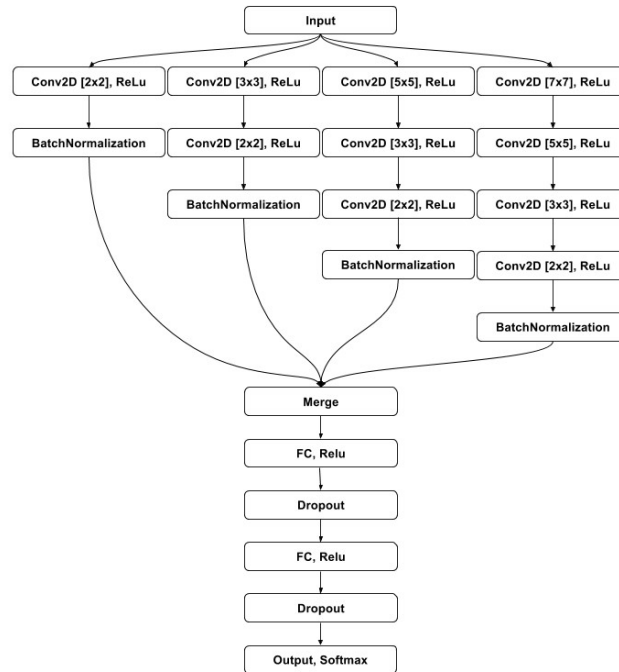 Input
Conv2D [2x2], ReLu
Conv2D [3x3], ReLu
Conv2D [5x5], ReLu
Conv2D [7x7], ReLu
BatchNormalization
Conv2D [2x2], ReLu
Conv2D [3x3], ReLu
Conv2D [5x5], ReLu
BatchNormalization
Conv2D [2x2], ReLu
Conv2D [3x3], ReLu
BatchNormalization
Conv2D [2x2], ReLu
BatchNormalization
Merge
FC, Relu
Dropout
FC, Relu
Dropout
Output, Softmax